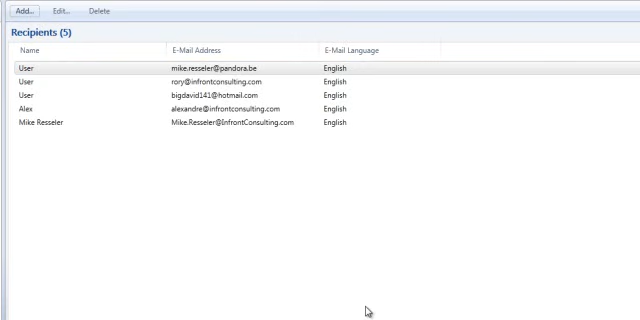 Add... Edit... Delete
Recipients (5)
Name E-Mail Address E-Mail Language
User mike.resseler@pandora.be English
User rory@infrontconsulting.com English
User bigdavid141@hotmail.com English
Alex alexandre@infrontconsulting.com English
Mike Resseler Mike.Resseler@InfrontConsulting.com English